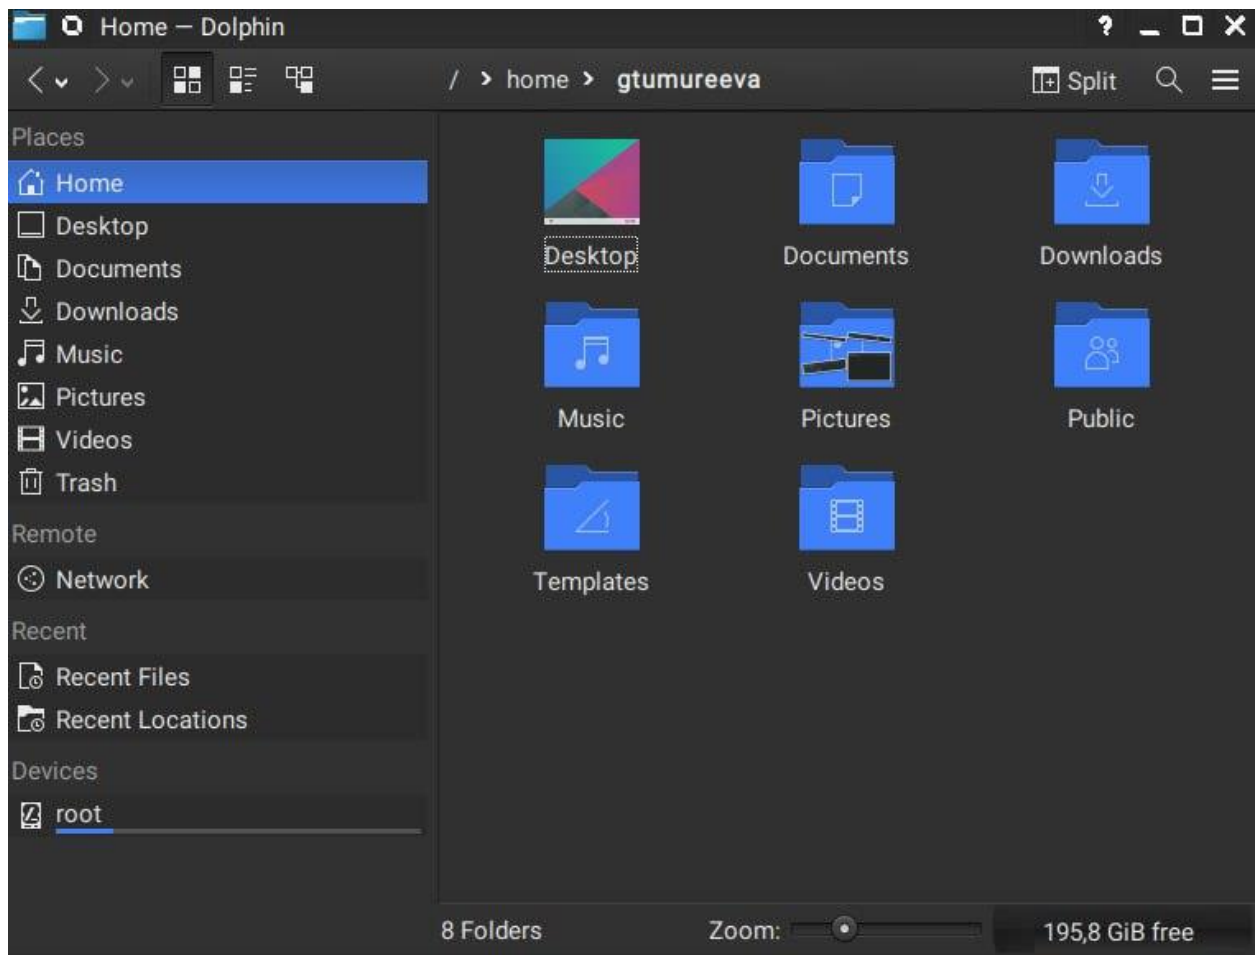 Home — Dolphin
/ > home > gtumureeva
Split
Places
Home
Desktop
Documents
Downloads
Music
Pictures
Videos
Trash
Remote
Network
Recent
Recent Files
Recent Locations
Devices
root
Desktop
Documents
Downloads
Music
Pictures
Public
Templates
Videos
8 Folders
Zoom:
195,8 GiB free